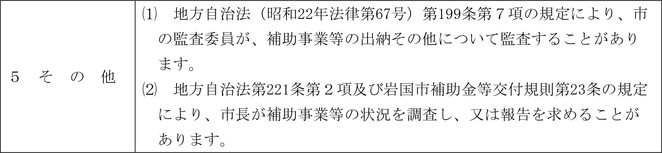 ５　そ　の　他
⑴　地方自治法（昭和22年法律第67号）第199条第７項の規定により、市
の監査委員が、補助事業等の出納その他について監査することがあり
ます。
⑵　地方自治法第221条第２項及び岩国市補助金等交付規則第23条の規定
により、市長が補助事業等の状況を調査し、又は報告を求めることが
あります。